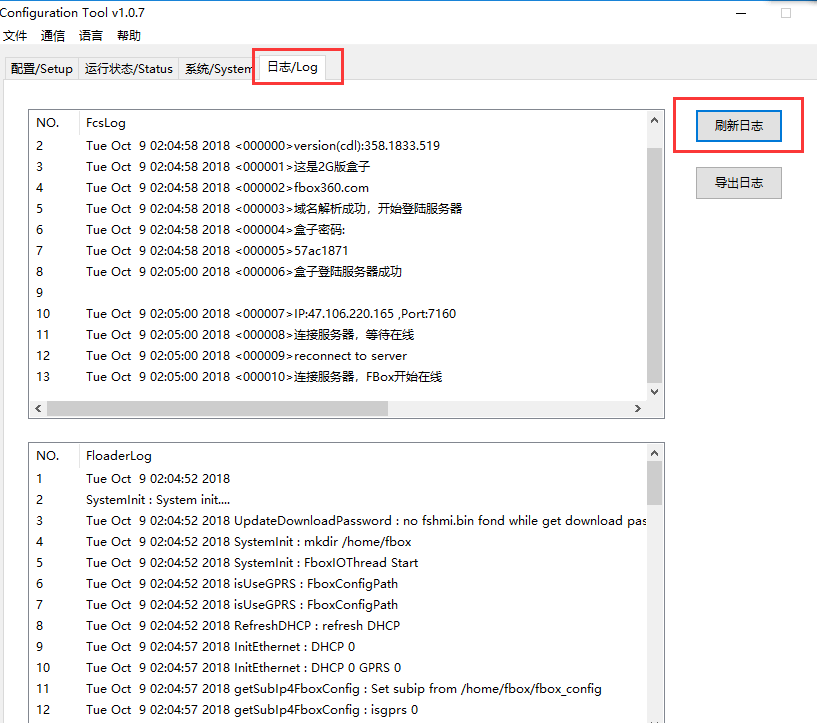 Configuration Tool v1.0.7
文件 通信 语言 帮助
配置/Setup 运行状态/Status 系统/System 日志/Log
NO. FcsLog
2 Tue Oct 9 02:04:58 2018 <000000>version(cdl):358.1833.519
3 Tue Oct 9 02:04:58 2018 <000001>这是2G版盒子
4 Tue Oct 9 02:04:58 2018 <000002>fbox360.com
5 Tue Oct 9 02:04:58 2018 <000003>域名解析成功，开始登陆服务器
6 Tue Oct 9 02:04:58 2018 <000004>盒子密码:
7 Tue Oct 9 02:04:58 2018 <000005>57ac1871
8 Tue Oct 9 02:05:00 2018 <000006>盒子登陆服务器成功
9
10 Tue Oct 9 02:05:00 2018 <000007>IP:47.106.220.165 ,Port:7160
11 Tue Oct 9 02:05:00 2018 <000008>连接服务器，等待在线
12 Tue Oct 9 02:05:00 2018 <000009>reconnect to server
13 Tue Oct 9 02:05:00 2018 <000010>连接服务器，FBox开始在线
刷新日志
导出日志
NO. FloaderLog
1 Tue Oct 9 02:04:52 2018
2 SystemInit : System init....
3 Tue Oct 9 02:04:52 2018 UpdateDownloadPassword : no fshmi.bin fond while get download pas
4 Tue Oct 9 02:04:52 2018 SystemInit : mkdir /home/fbox
5 Tue Oct 9 02:04:52 2018 SystemInit : FboxIOThread Start
6 Tue Oct 9 02:04:52 2018 isUseGPRS : FboxConfigPath
7 Tue Oct 9 02:04:52 2018 isUseGPRS : FboxConfigPath
8 Tue Oct 9 02:04:52 2018 RefreshDHCP : refresh DHCP
9 Tue Oct 9 02:04:57 2018 InitEthernet : DHCP 0
10 Tue Oct 9 02:04:57 2018 InitEthernet : DHCP 0 GPRS 0
11 Tue Oct 9 02:04:57 2018 getSubIp4FboxConfig : Set subip from /home/fbox/fbox_config
12 Tue Oct 9 02:04:57 2018 getSubIp4FboxConfig : isgprs 0